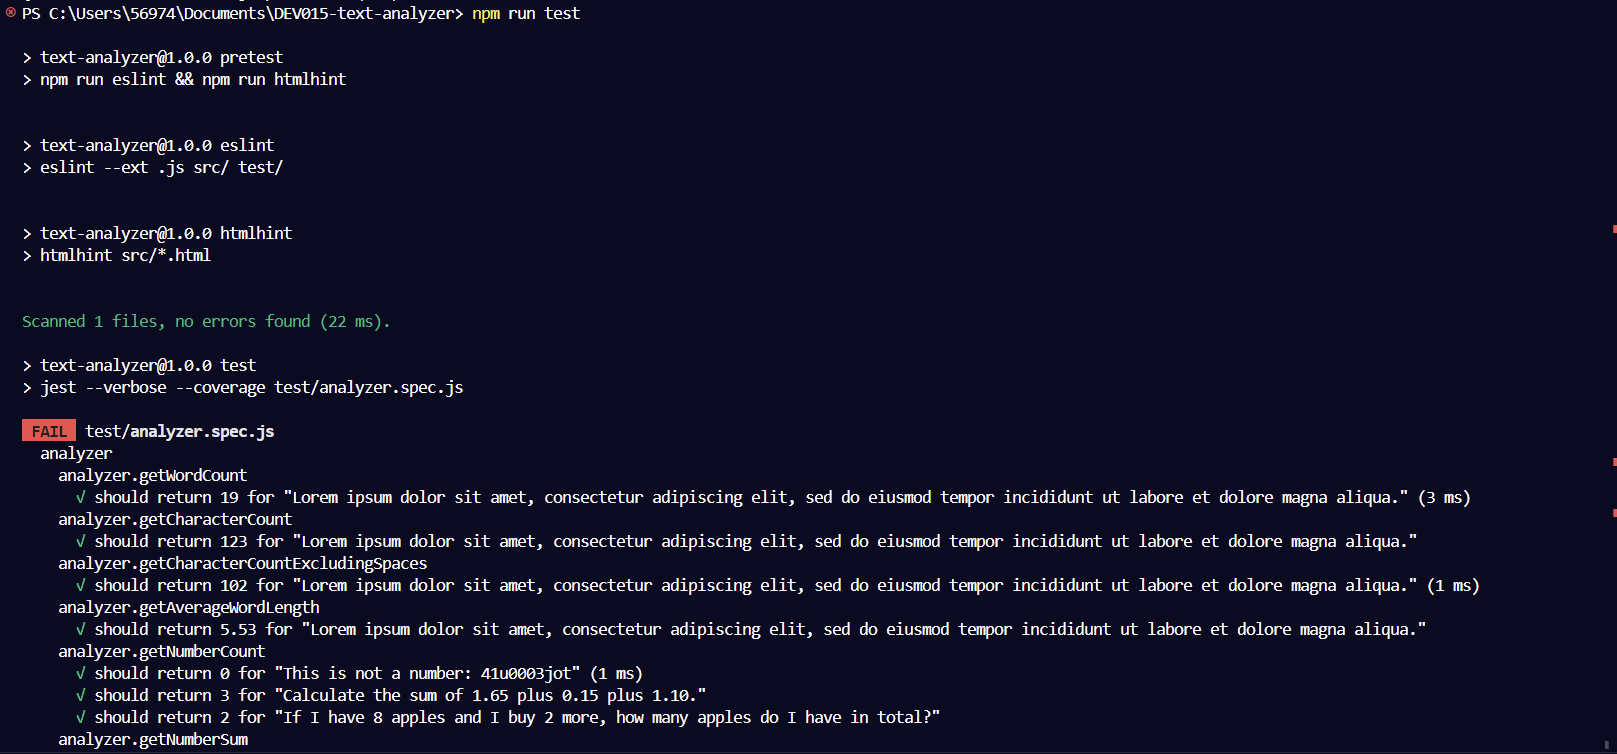 PS C:\Users\56974\Documents\DEV015-text-analyzer> npm run test
> text-analyzer@1.0.0 pretest
> npm run eslint && npm run htmlhint
> text-analyzer@1.0.0 eslint
> eslint --ext .js src/ test/
> text-analyzer@1.0.0 htmlhint
> htmlhint src/*.html
Scanned 1 files, no errors found (22 ms).
> text-analyzer@1.0.0 test
> jest --verbose --coverage test/analyzer.spec.js
FAIL test/analyzer.spec.js
analyzer
analyzer.getWordCount
√ should return 19 for "Lorem ipsum dolor sit amet, consectetur adipiscing elit, sed do eiusmod tempor incididunt ut labore et dolore magna aliqua." (3 ms)
analyzer.getCharacterCount
√ should return 123 for "Lorem ipsum dolor sit amet, consectetur adipiscing elit, sed do eiusmod tempor incididunt ut labore et dolore magna aliqua."
analyzer.getCharacterCountExcludingSpaces
√ should return 102 for "Lorem ipsum dolor sit amet, consectetur adipiscing elit, sed do eiusmod tempor incididunt ut labore et dolore magna aliqua." (1 ms)
analyzer.getAverageWordLength
√ should return 5.53 for "Lorem ipsum dolor sit amet, consectetur adipiscing elit, sed do eiusmod tempor incididunt ut labore et dolore magna aliqua."
analyzer.getNumberCount
√ should return 0 for "This is not a number: 41u0003jot" (1 ms)
√ should return 3 for "Calculate the sum of 1.65 plus 0.15 plus 1.10."
√ should return 2 for "If I have 8 apples and I buy 2 more, how many apples do I have in total?"
analyzer.getNumberSum